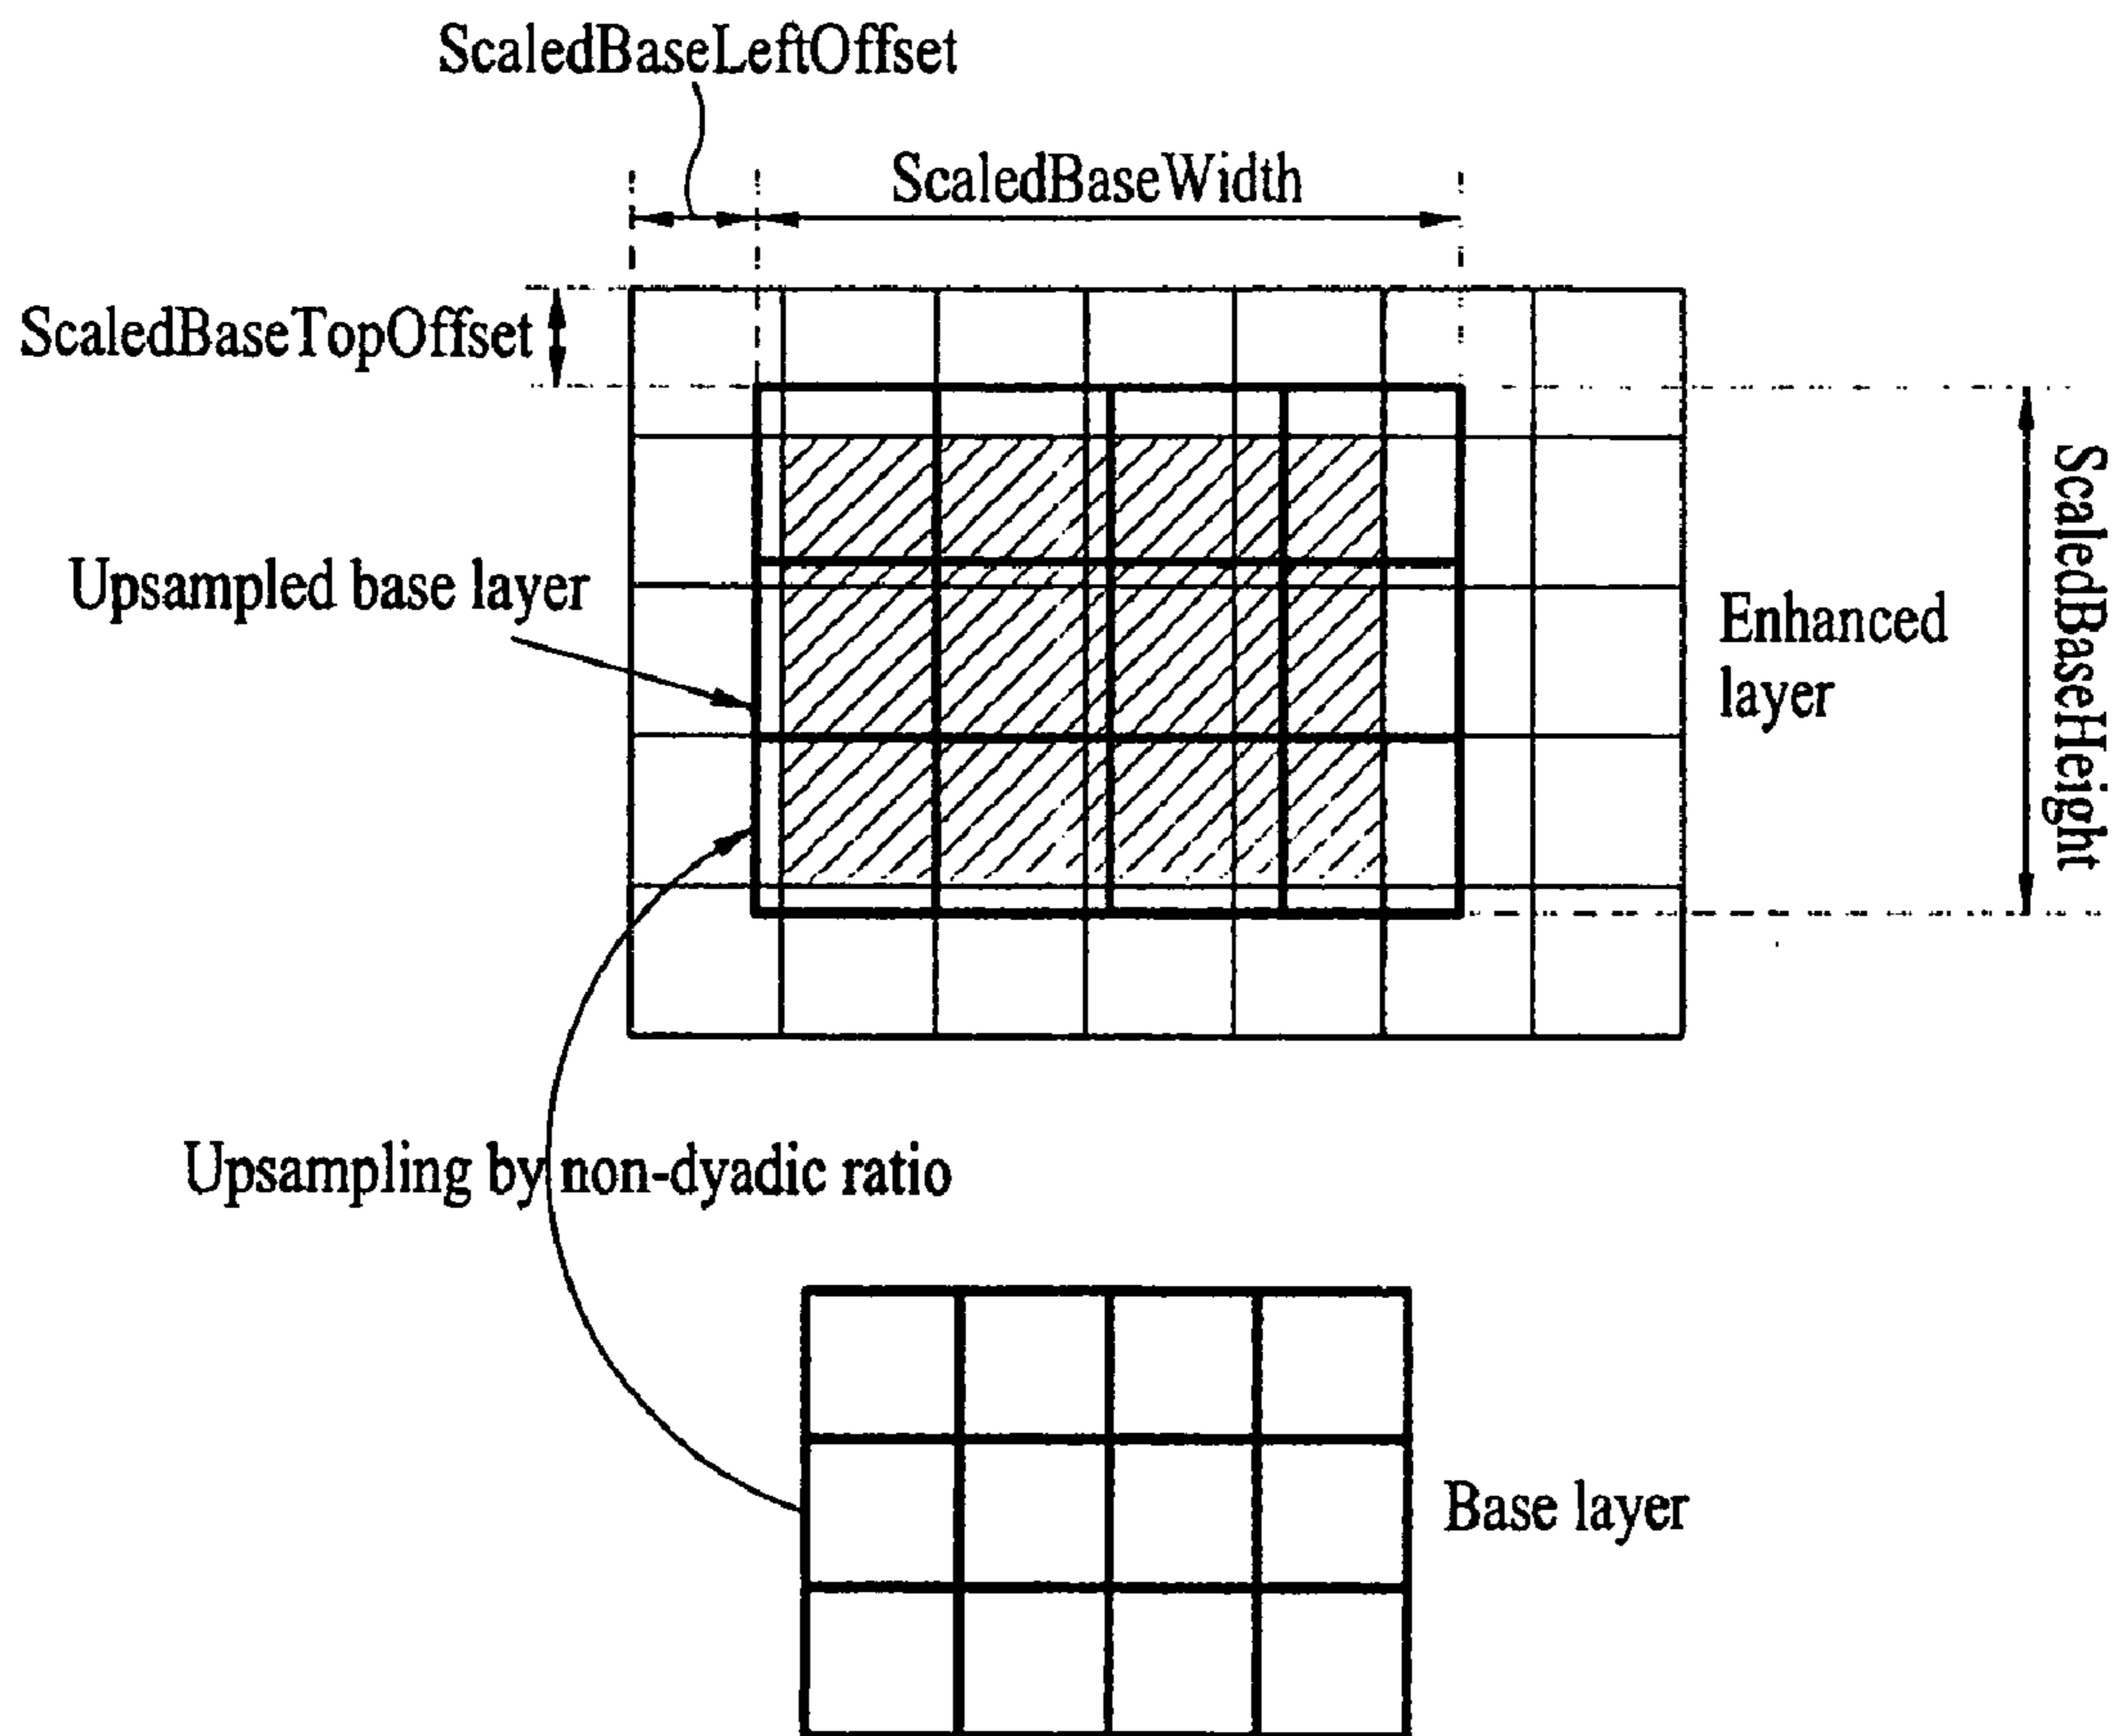 ScaledBaseLeftOffset
ScaledBaseWidth
ScaledBaseTopOffset
Upsampled base layer
Enhanced
layer
ScaledBaseHeight
Upsampling by non-dyadic ratio
Base layer